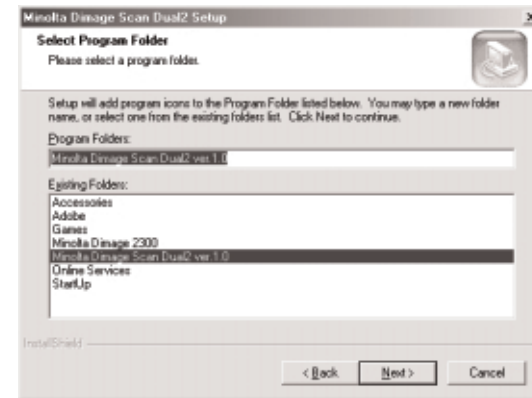 Minolta Dimage Scan Dual2 Setup
Select Program Folder
Please select a program folder.
Setup will add program icons to the Program Folder listed below. You may type a new folder
name, or select one from the existing folders list. Click Next to continue.
Program Folders:
Minolta Dimage Scan Dual2 ver.1.0
Existing Folders:
Accessories
Adobe
Games
Minolta Dimage 2300
Minolta Dimage Scan Dual2 ver.1.0
Online Services
StartUp
InstallShield
< Back Next > Cancel